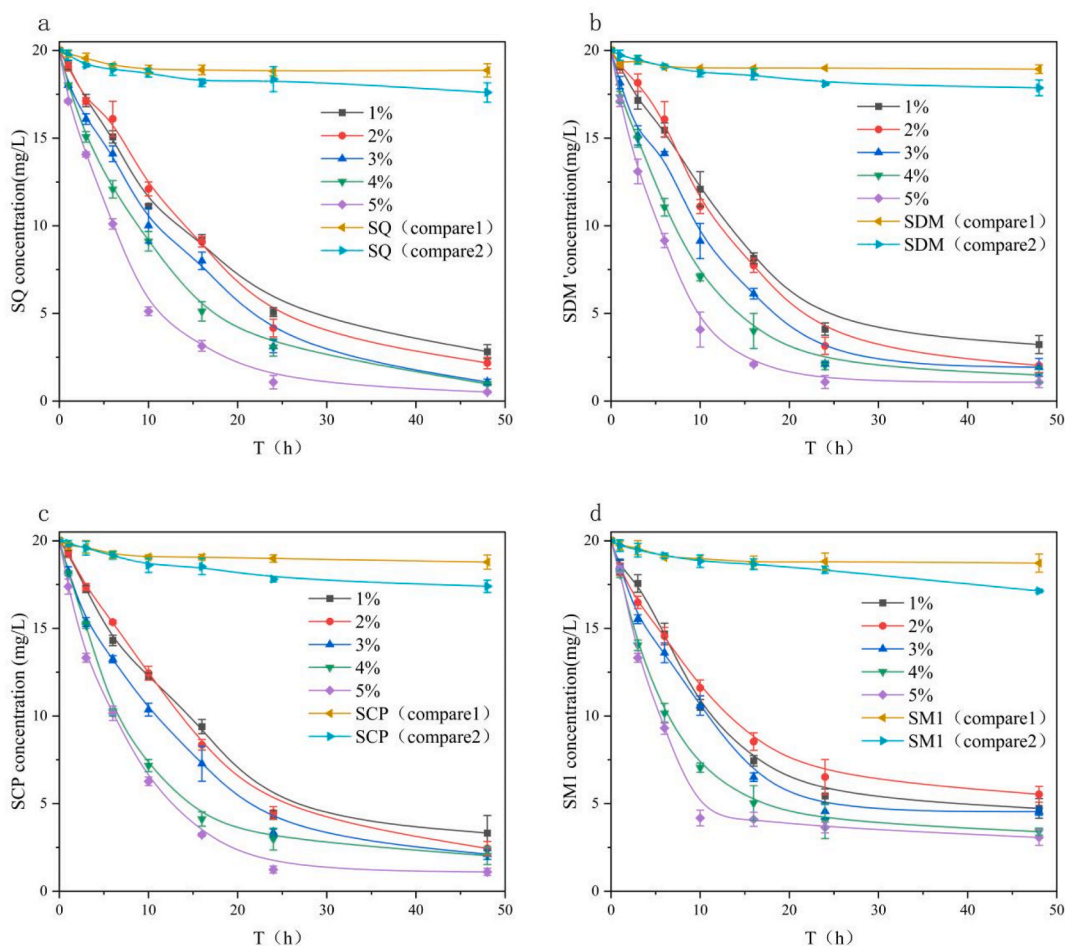 a
20
15
10
5
0
SQ concentration(mg/L)
1%
2%
3%
4%
5%
SQ（compare1）
SQ（compare2）
0 10 20 30 40 50
T（h）
b
20
15
10
5
0
SDM 'concentration(mg/L)
1%
2%
3%
4%
5%
SDM（compare1）
SDM（compare2）
0 10 20 30 40 50
T（h）
c
20
15
10
5
0
SCP concentration (mg/L)
1%
2%
3%
4%
5%
SCP（compare1）
SCP（compare2）
0 10 20 30 40 50
T（h）
d
20
15
10
5
0
SM1 concentration(mg/L)
1%
2%
3%
4%
5%
SM1（compare1）
SM1（compare2）
0 10 20 30 40 50
T（h）